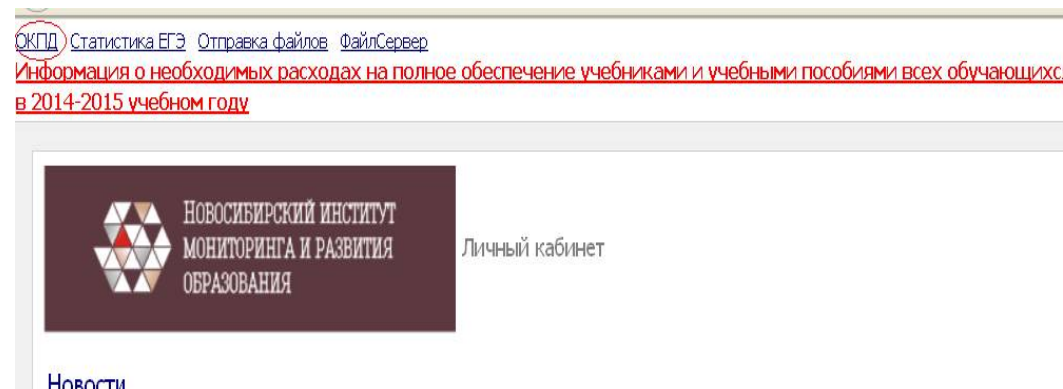 ОКПД Статистика ЕГЭ Отправка файлов ФайлСервер
Информация о необходимых расходах на полное обеспечение учебниками и учебными пособиями всех обучающихс
в 2014-2015 учебном году
НОВОСИБИРСКИЙ ИНСТИТУТ
МОНИТОРИНГА И РАЗВИТИЯ
ОБРАЗОВАНИЯ
Личный кабинет
Новости